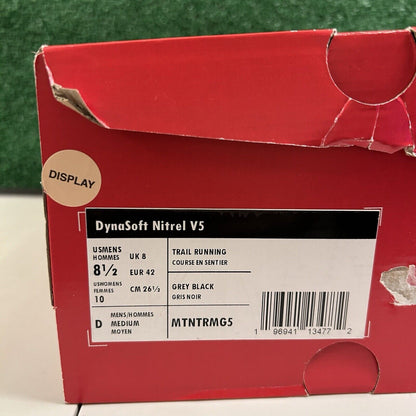 DISPLAY
DynaSoft Nitrel V5
USMENS
HOMMES
8½
UK 8
EUR 42
USWOMENS
FEMMES
10
CM 26½
TRAIL RUNNING
COURSE EN SENTIER
GREY BLACK
GRIS NOIR
D
MENS/HOMMES
MEDIUM
MOYEN
MTNTRMG5
1 96941 13477 2